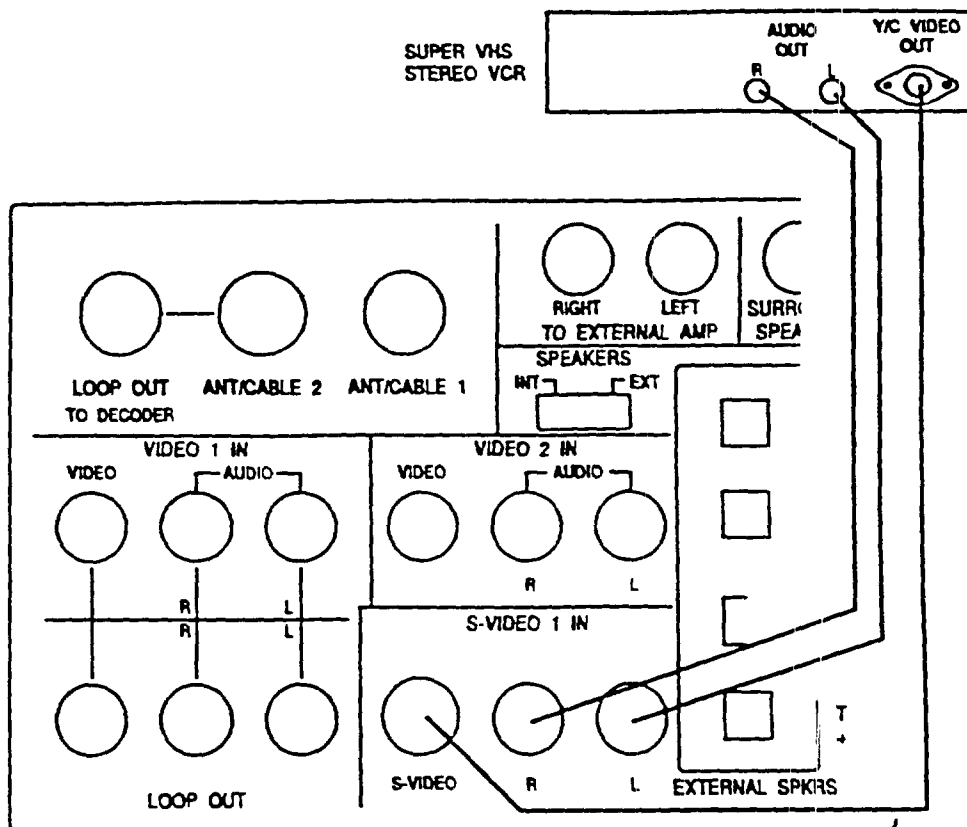 SUPER VHS
STEREO VCR
AUDIO
OUT
R
L
Y/C VIDEO
OUT
RIGHT
LEFT
TO EXTERNAL AMP
LOOP OUT
TO DECODER
ANT/CABLE 2
ANT/CABLE 1
SPEAKERS
INT
EXT
VIDEO 1 IN
VIDEO
AUDIO
R
L
R
L
LOOP OUT
VIDEO 2 IN
VIDEO
AUDIO
R
L
S-VIDEO 1 IN
S-VIDEO
R
L
EXTERNAL SPKRS